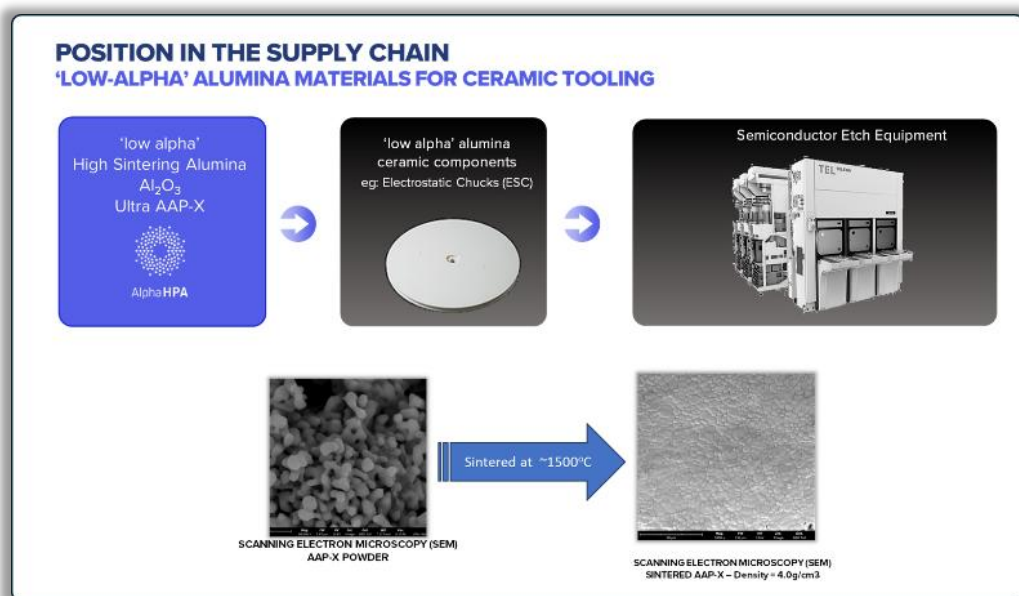 POSITION IN THE SUPPLY CHAIN
‘LOW-ALPHA’ ALUMINA MATERIALS FOR CERAMIC TOOLING
‘low alpha’
High Sintering Alumina
Al₂O₃
Ultra AAP-X
AlphaHPA
‘low alpha’ alumina
ceramic components
eg: Electrostatic Chucks (ESC)
Semiconductor Etch Equipment
TEL
Sintered at ~1500°C
SCANNING ELECTRON MICROSCOPY (SEM)
AAP-X POWDER
SCANNING ELECTRON MICROSCOPY (SEM)
SINTERED AAP-X – Density = 4.0g/cm3